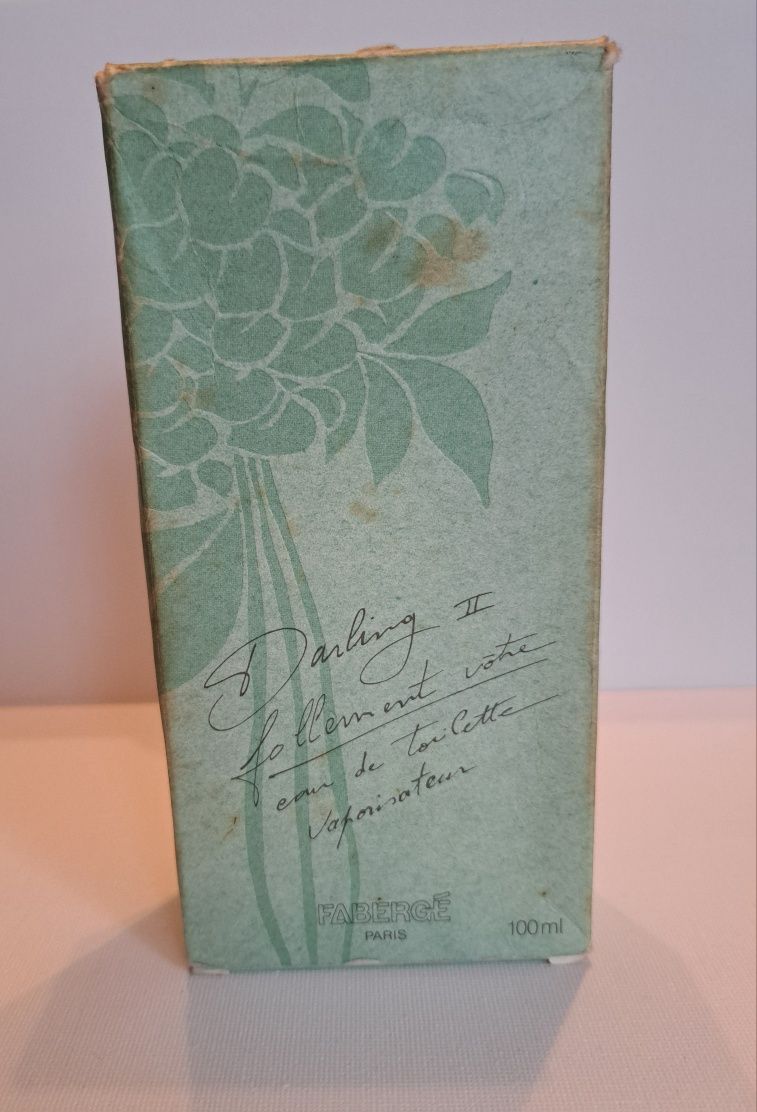 Darling II
follement vôtre
eau de toilette
vaporisateur
FABERGÉ
PARIS
100ml